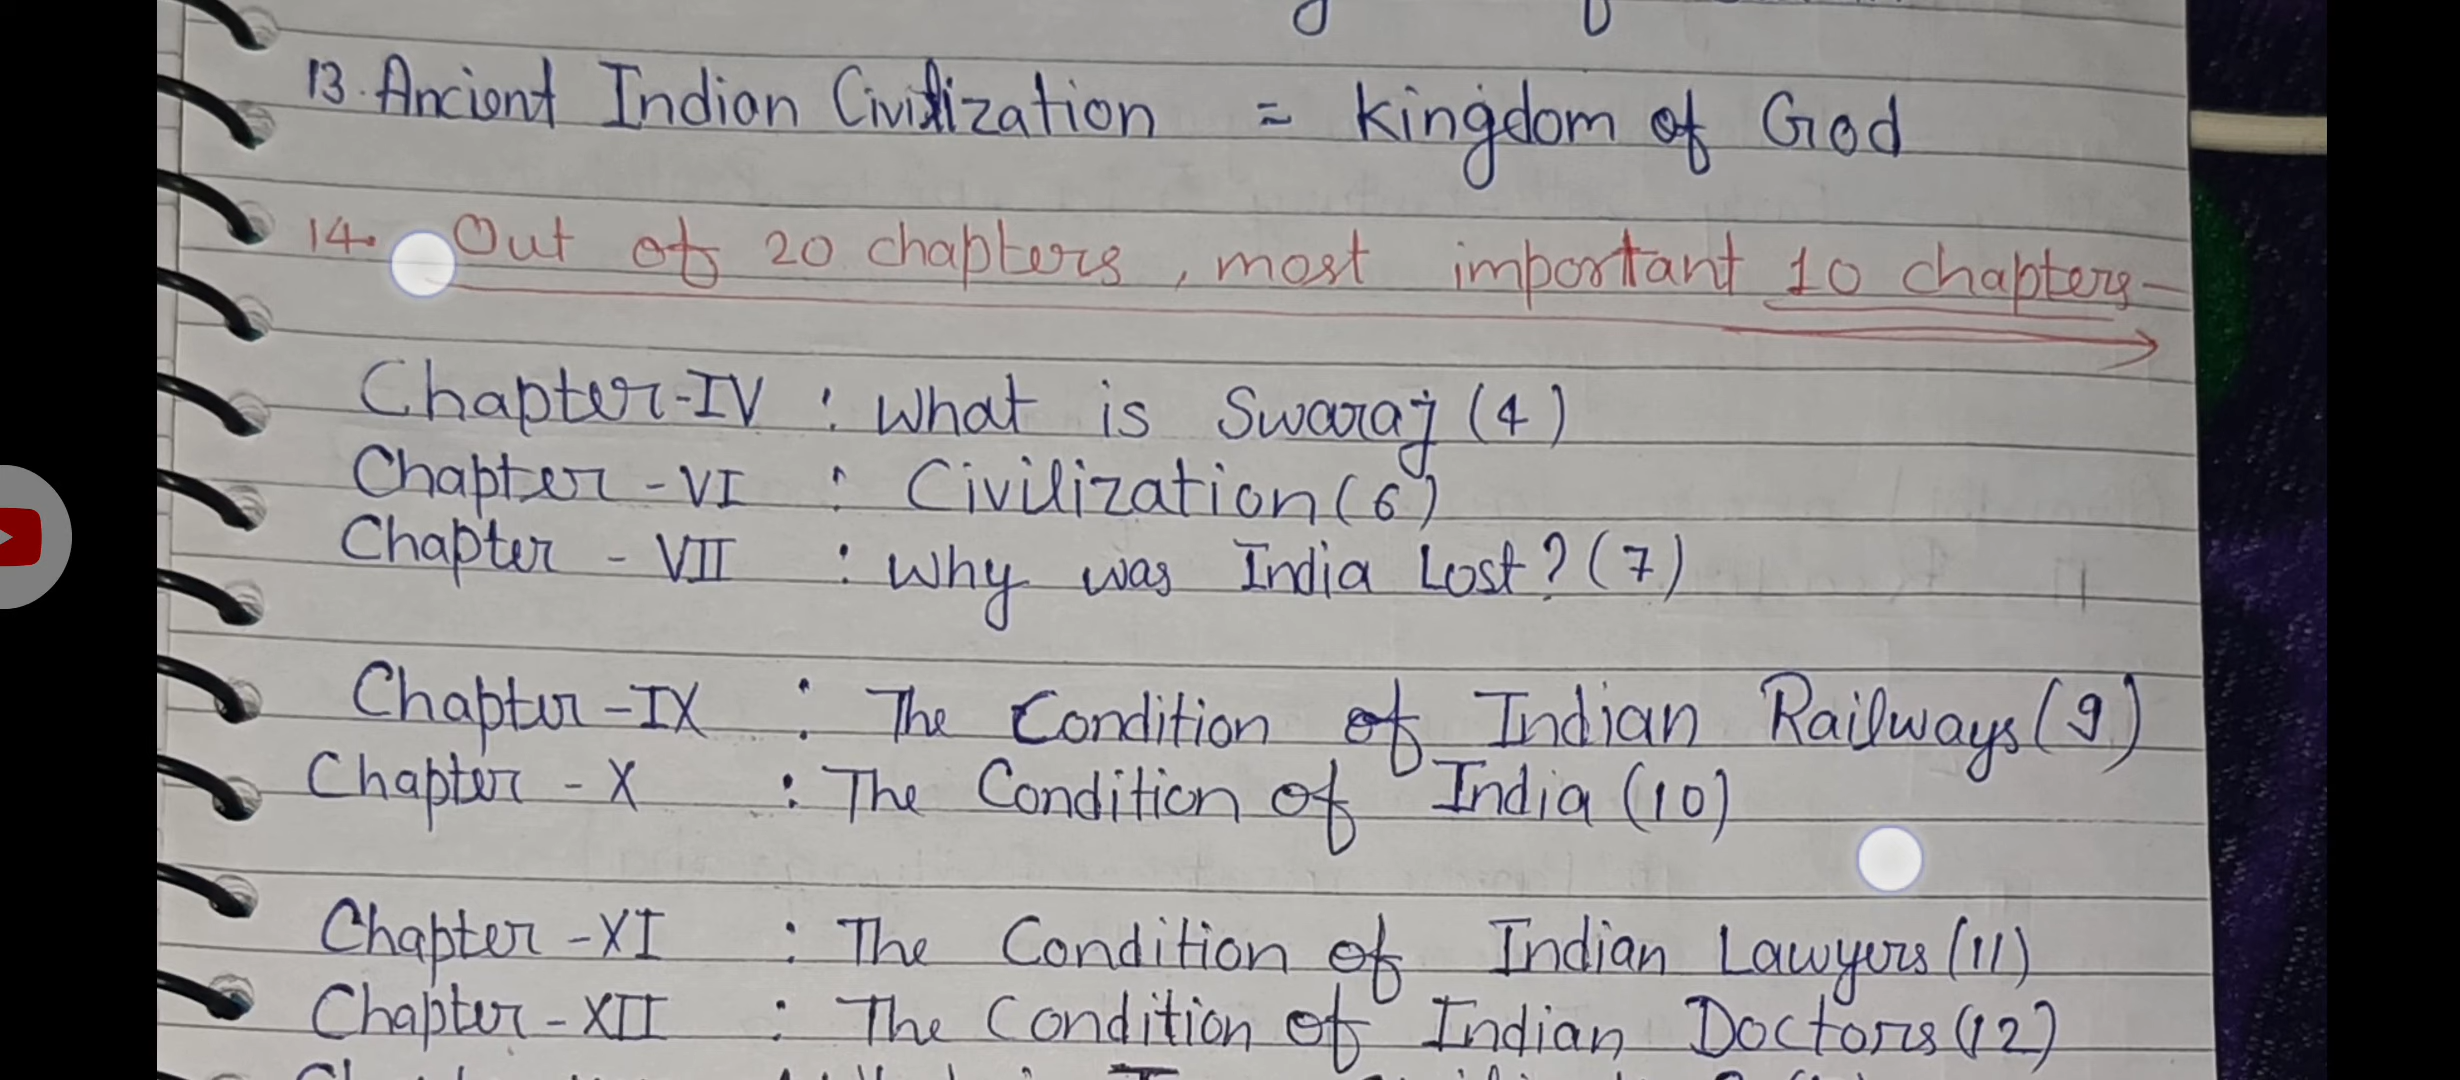 13. Ancient Indian Civilization = Kingdom of God
14. Out of 20 chapters, most important 10 chapters-
Chapter-IV : What is Swaraj (4)
Chapter - VI : Civilization (6)
Chapter - VII : Why was India Lost? (7)
Chapter - IX : The Condition of Indian Railways (9)
Chapter - X : The Condition of India (10)
Chapter - XI : The Condition of Indian Lawyers (11)
Chapter - XII : The Condition of Indian Doctors (12)